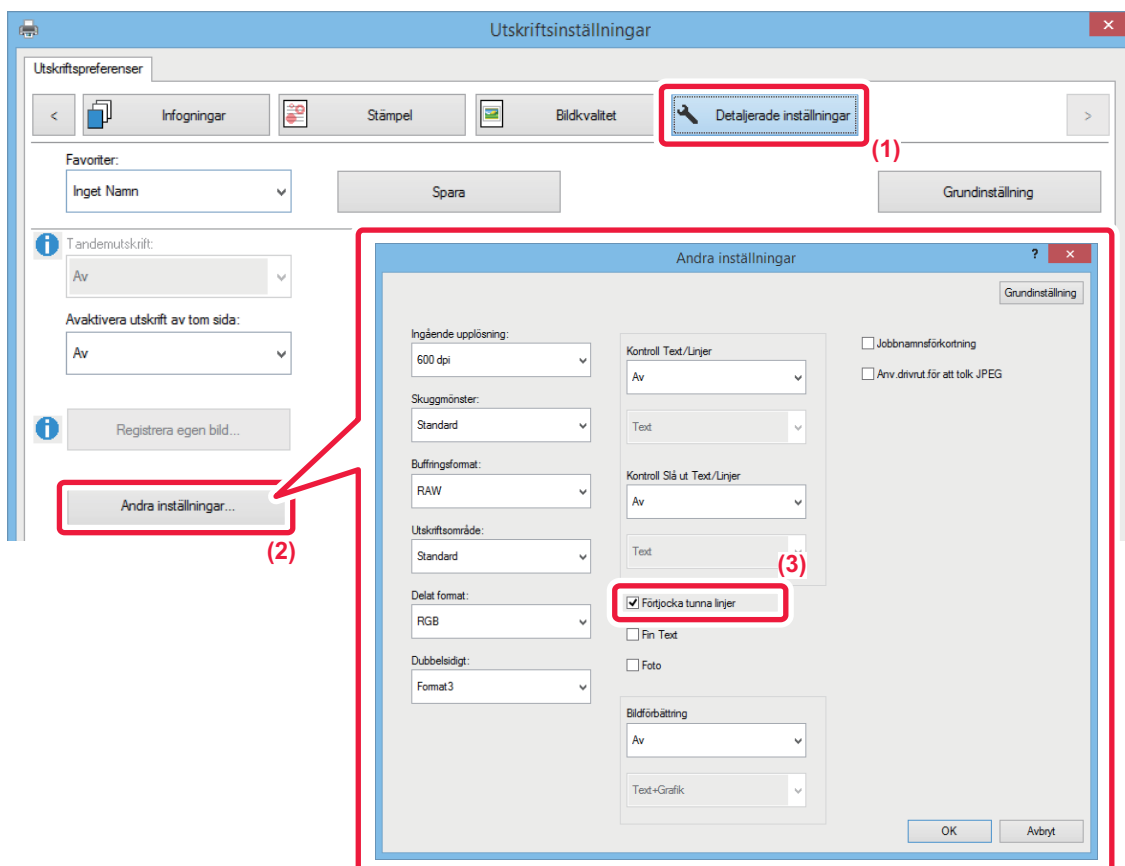 Utskriftsinställningar
Utskriftspreferenser
< Infogningar Stämpel Bildkvalitet Detaljerade inställningar >
(1)
Favoriter:
Inget Namn Spara Grundinställning
Tandemutskrift:
Av
Avaktivera utskrift av tom sida:
Av
Registrera egen bild...
Andra inställningar...
(2)
Andra inställningar ?
Grundinställning
Ingående upplösning:
600 dpi
Skuggmönster:
Standard
Buffringsformat:
RAW
Utskriftsområde:
Standard
Delat format:
RGB
Dubbelsidigt:
Format3
Kontroll Text/Linjer
Av
Text
Kontroll Slå ut Text/Linjer
Av
Text
(3)
Förtjocka tunna linjer
Fin Text
Foto
Bildförbättring
Av
Text+Grafik
Jobbnamnsförkortning
Anv.drivrut.för att tolk JPEG
OK Avbryt